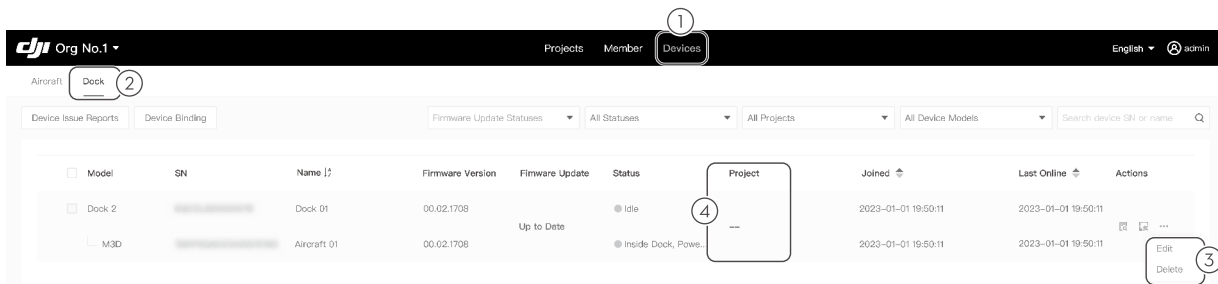 1
dji Org No.1 Projects Member Devices English admin
Aircraft Dock 2
Device Issue Reports Device Binding Firmware Update Statuses All Statuses All Projects All Device Models Search device SN or name
Model SN Name Firmware Version Fimware Update Status Project Joined Last Online Actions
Dock 2 Dock 01 00.02.1708 Idle 4 2023-01-01 19:50:11 2023-01-01 19:50:11
Up to Date --
M3D Aircraft 01 00.02.1708 Inside Dock, Powe.. 2023-01-01 19:50:11 2023-01-01 19:50:11
Edit
3
Delete